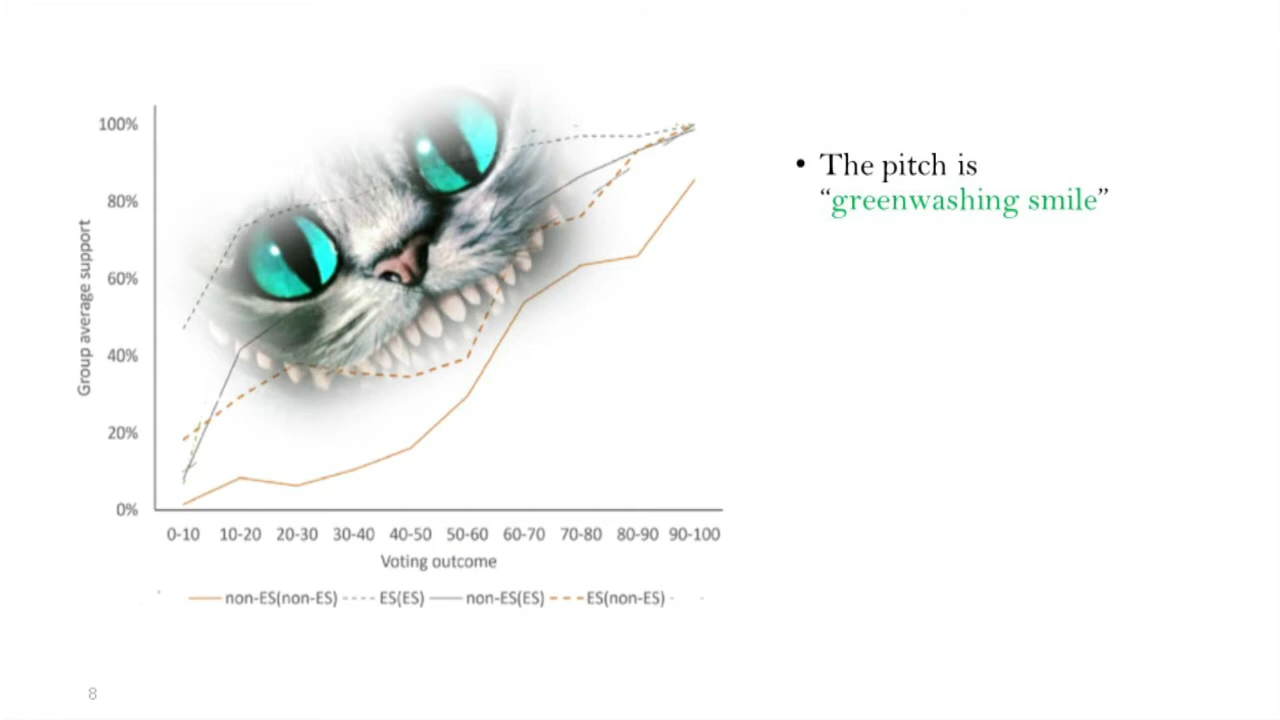 100%
80%
60%
40%
20%
0%
Group average support
0-10 10-20 20-30 30-40 40-50 50-60 60-70 70-80 80-90 90-100
Voting outcome
non-ES(non-ES) ES(ES) non-ES(ES) ES(non-ES)
• The pitch is
“greenwashing smile”
8